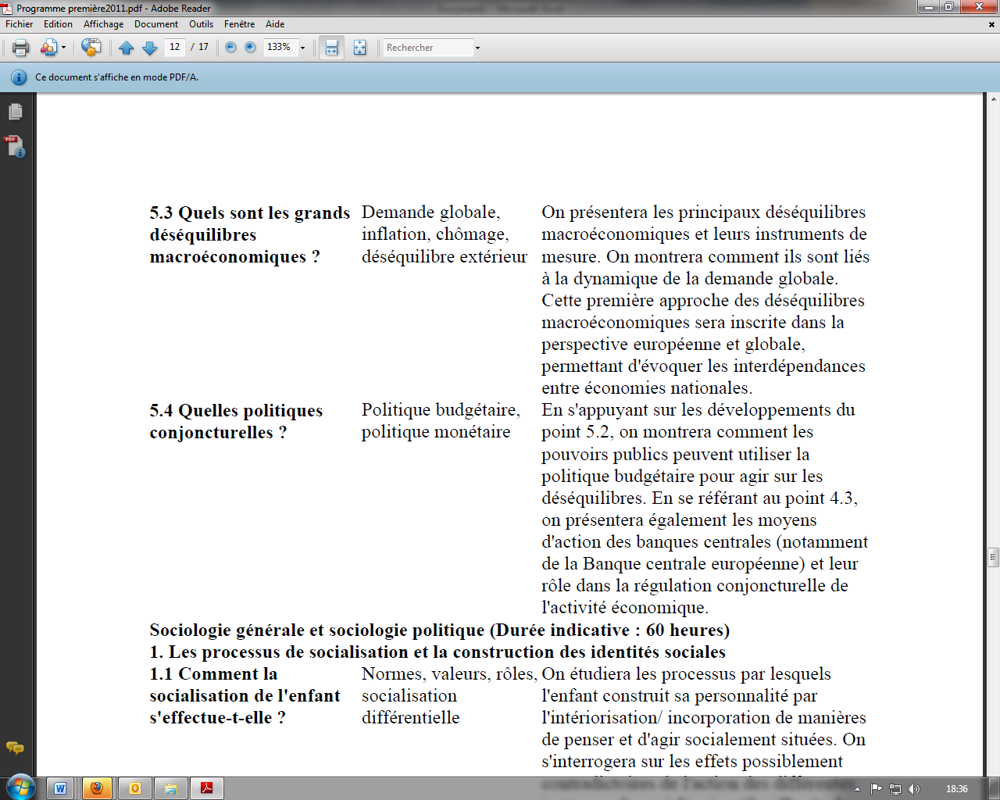 Programme première2011.pdf - Adobe Reader
Fichier Edition Affichage Document Outils Fenêtre Aide
12 / 17 133% Rechercher
Ce document s'affiche en mode PDF/A.
5.3 Quels sont les grands
déséquilibres
macroéconomiques ?
Demande globale,
inflation, chômage,
déséquilibre extérieur
On présentera les principaux déséquilibres
macroéconomiques et leurs instruments de
mesure. On montrera comment ils sont liés
à la dynamique de la demande globale.
Cette première approche des déséquilibres
macroéconomiques sera inscrite dans la
perspective européenne et globale,
permettant d'évoquer les interdépendances
entre économies nationales.
5.4 Quelles politiques
conjoncturelles ?
Politique budgétaire,
politique monétaire
En s'appuyant sur les développements du
point 5.2, on montrera comment les
pouvoirs publics peuvent utiliser la
politique budgétaire pour agir sur les
déséquilibres. En se référant au point 4.3,
on présentera également les moyens
d'action des banques centrales (notamment
de la Banque centrale européenne) et leur
rôle dans la régulation conjoncturelle de
l'activité économique.
Sociologie générale et sociologie politique (Durée indicative : 60 heures)
1. Les processus de socialisation et la construction des identités sociales
1.1 Comment la
socialisation de l'enfant
s'effectue-t-elle ?
Normes, valeurs, rôles,
socialisation
différentielle
On étudiera les processus par lesquels
l'enfant construit sa personnalité par
l'intériorisation/ incorporation de manières
de penser et d'agir socialement situées. On
s'interrogera sur les effets possiblement
contradictoires de l'action des différentes
18:36